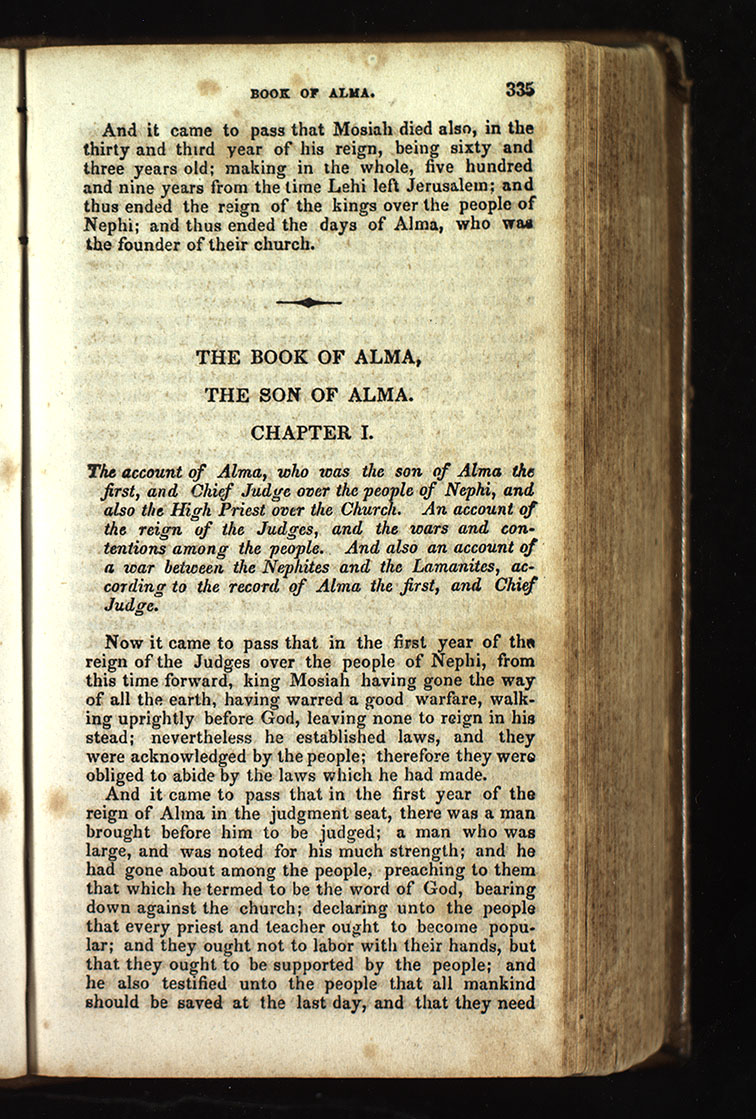 BOOK OF ALMA. 335
And it came to pass that Mosiah died also, in the
thirty and third year of his reign, being sixty and
three years old; making in the whole, five hundred
and nine years from the time Lehi left Jerusalem; and
thus ended the reign of the kings over the people of
Nephi; and thus ended the days of Alma, who was
the founder of their church.
THE BOOK OF ALMA,
THE SON OF ALMA.
CHAPTER I.
The account of Alma, who was the son of Alma the
first, and Chief Judge over the people of Nephi, and
also the High Priest over the Church. An account of
the reign of the Judges, and the wars and con-
tentions among the people. And also an account of
a war between the Nephites and the Lamanites, ac-
cording to the record of Alma the first, and Chief
Judge.
Now it came to pass that in the first year of the
reign of the Judges over the people of Nephi, from
this time forward, king Mosiah having gone the way
of all the earth, having warred a good warfare, walk-
ing uprightly before God, leaving none to reign in his
stead; nevertheless he established laws, and they
were acknowledged by the people; therefore they were
obliged to abide by the laws which he had made.
And it came to pass that in the first year of the
reign of Alma in the judgment seat, there was a man
brought before him to be judged; a man who was
large, and was noted for his much strength; and he
had gone about among the people, preaching to them
that which he termed to be the word of God, bearing
down against the church; declaring unto the people
that every priest and teacher ought to become popu-
lar; and they ought not to labor with their hands, but
that they ought to be supported by the people; and
he also testified unto the people that all mankind
should be saved at the last day, and that they need